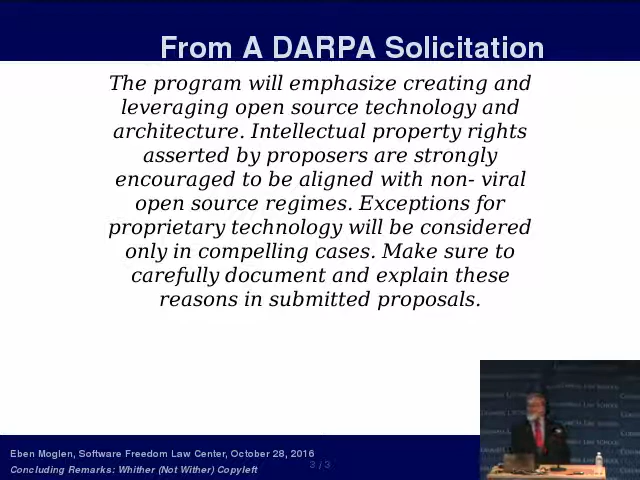 From A DARPA Solicitation
The program will emphasize creating and
leveraging open source technology and
architecture. Intellectual property rights
asserted by proposers are strongly
encouraged to be aligned with non- viral
open source regimes. Exceptions for
proprietary technology will be considered
only in compelling cases. Make sure to
carefully document and explain these
reasons in submitted proposals.
Eben Moglen, Software Freedom Law Center, October 28, 2016
3 / 3
Concluding Remarks: Whither (Not Wither) Copyleft